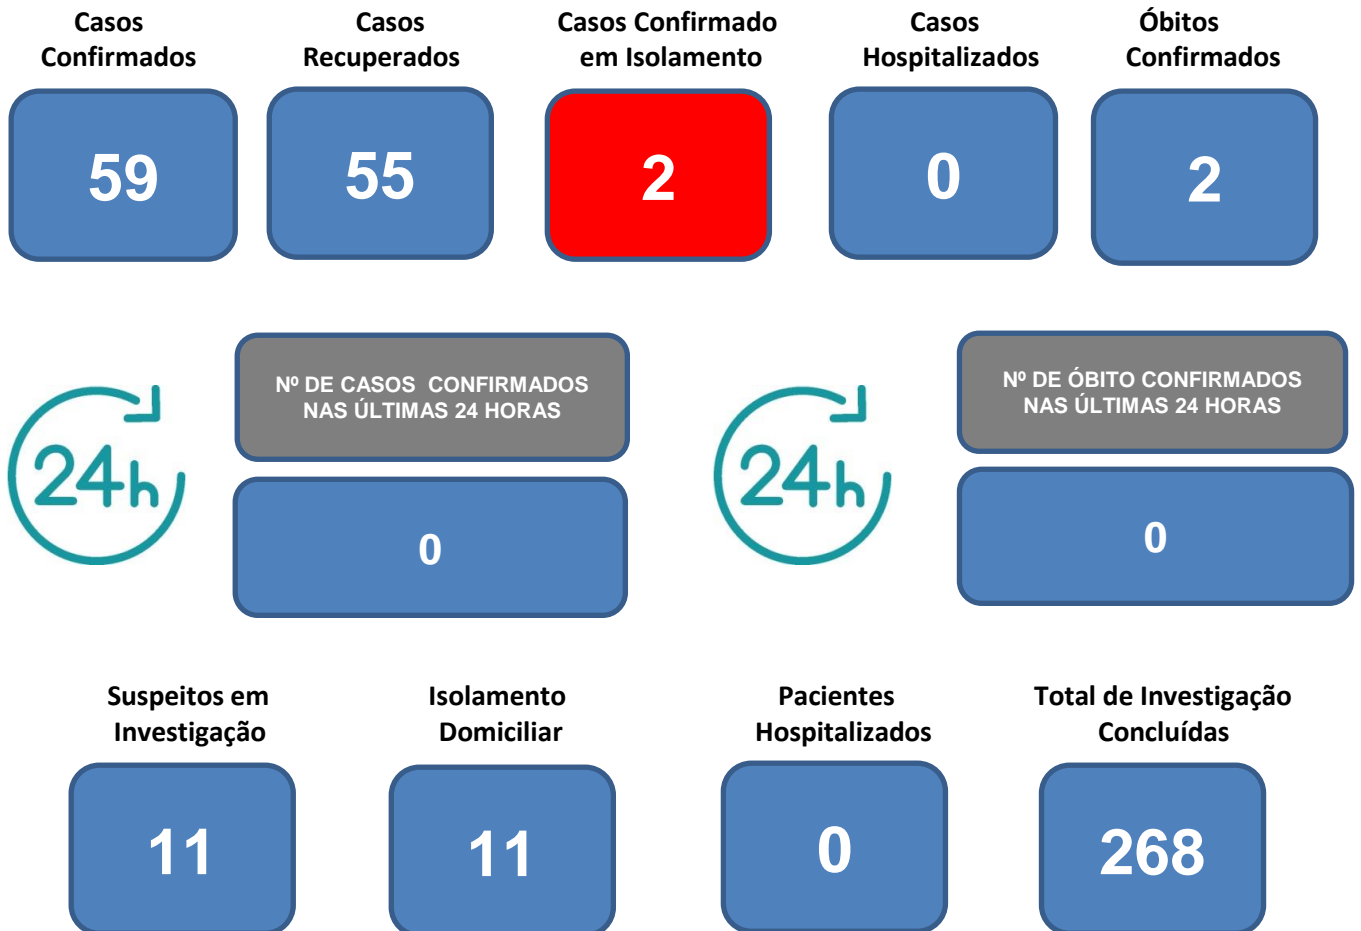 Casos
Confirmados
Casos
Recuperados
Casos Confirmado
em Isolamento
Casos
Hospitalizados
Óbitos
Confirmados
59
55
2
0
2
24h
Nº DE CASOS CONFIRMADOS
NAS ÚLTIMAS 24 HORAS
0
24h
Nº DE ÓBITO CONFIRMADOS
NAS ÚLTIMAS 24 HORAS
0
Suspeitos em
Investigação
Isolamento
Domiciliar
Pacientes
Hospitalizados
Total de Investigação
Concluídas
11
11
0
268